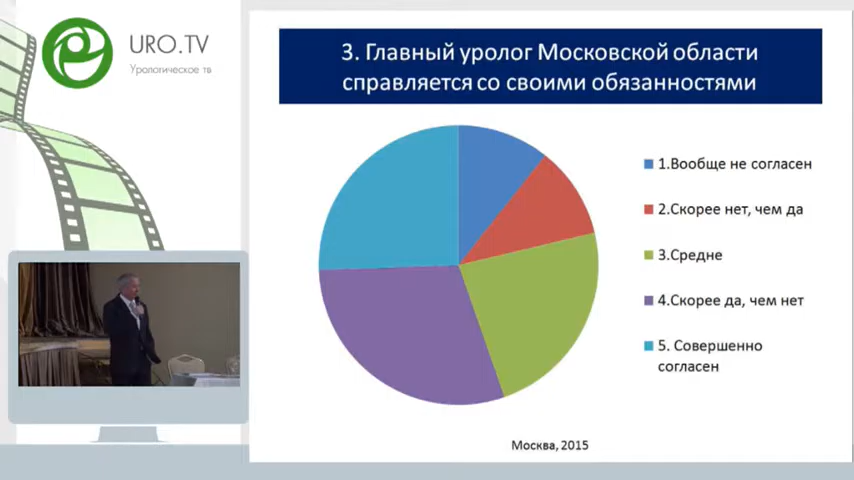 URO.TV
Урологическое тв
3. Главный уролог Московской области
справляется со своими обязанностями
1.Вообще не согласен
2.Скорее нет, чем да
3.Средне
4.Скорее да, чем нет
5. Совершенно
согласен
Москва, 2015